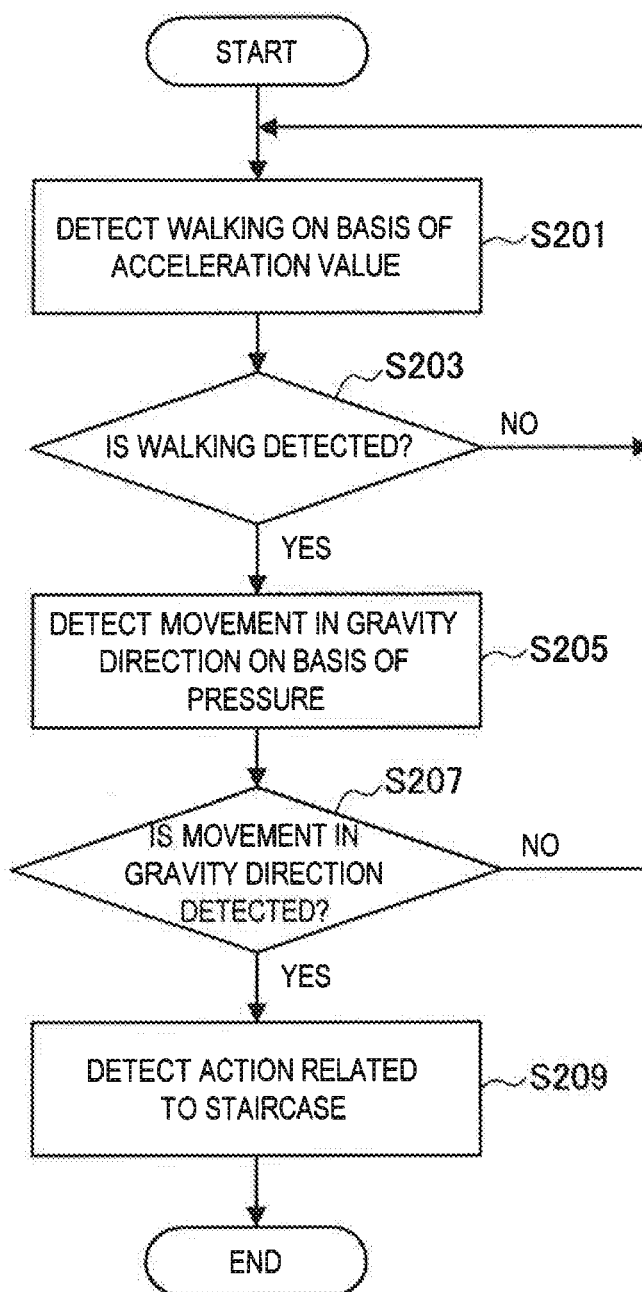 START
DETECT WALKING ON BASIS OF
ACCELERATION VALUE
S201
S203
IS WALKING DETECTED?
NO
YES
DETECT MOVEMENT IN GRAVITY
DIRECTION ON BASIS OF
PRESSURE
S205
S207
IS MOVEMENT IN
GRAVITY DIRECTION
DETECTED?
NO
YES
DETECT ACTION RELATED
TO STAIRCASE
S209
END